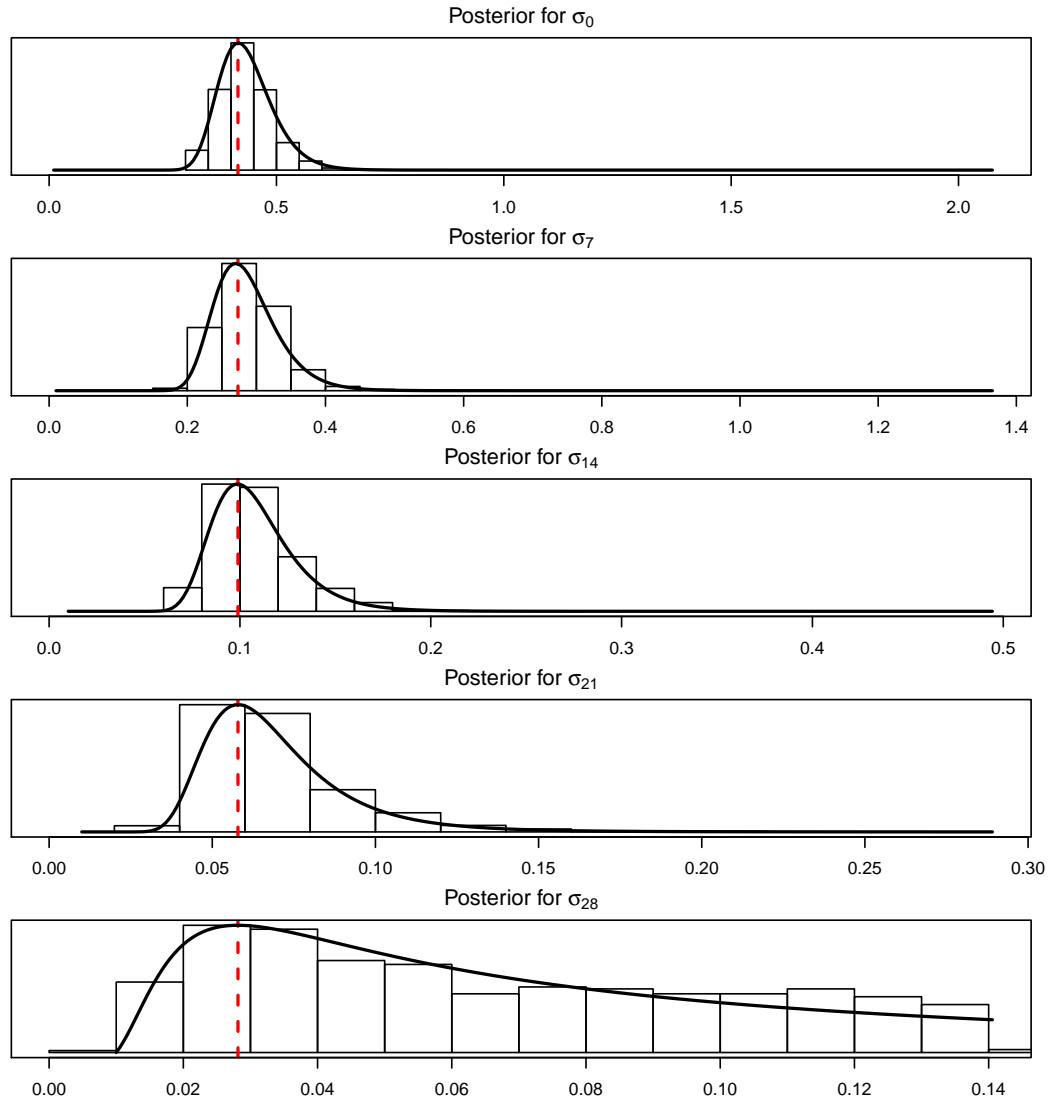 Posterior for σ0
0.0 0.5 1.0 1.5 2.0
Posterior for σ7
0.0 0.2 0.4 0.6 0.8 1.0 1.2 1.4
Posterior for σ14
0.0 0.1 0.2 0.3 0.4 0.5
Posterior for σ21
0.00 0.05 0.10 0.15 0.20 0.25 0.30
Posterior for σ28
0.00 0.02 0.04 0.06 0.08 0.10 0.12 0.14